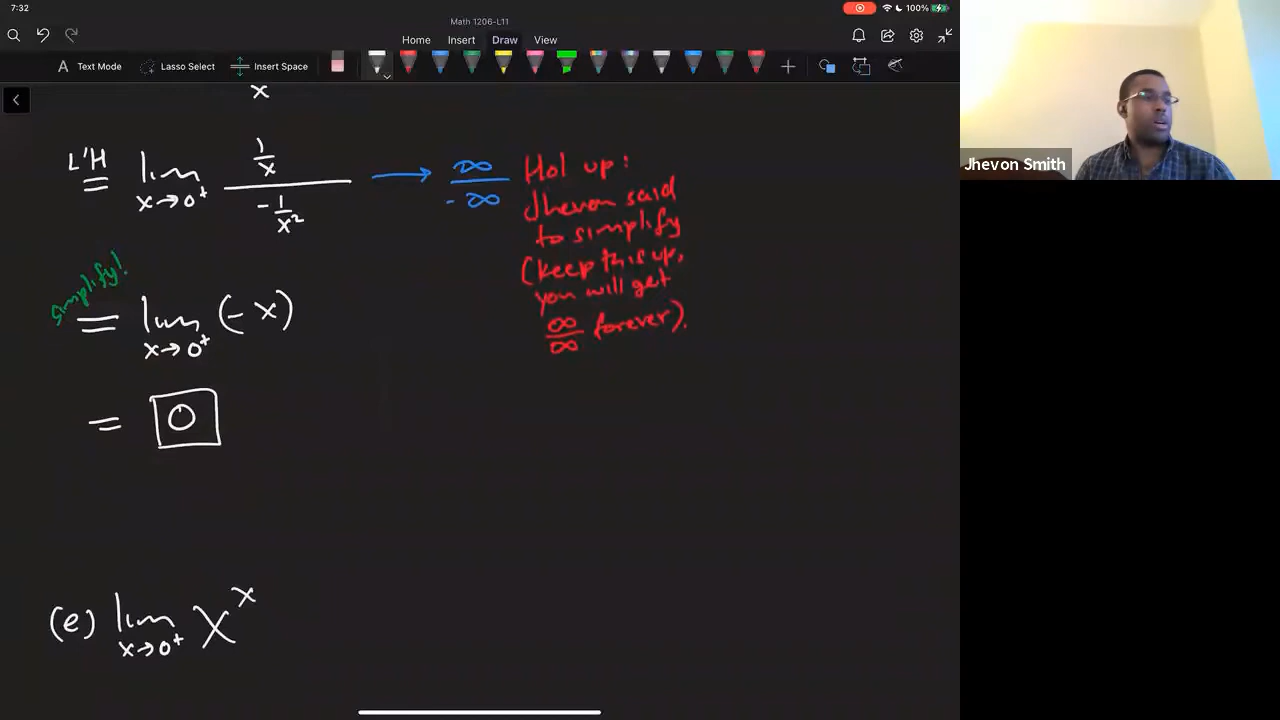 7:32
100%
Math 1206-L11
Home Insert Draw View
Text Mode Lasso Select Insert Space
x
L'H = lim x→0⁺ (1/x)/(-1/x²) → ∞/-∞
Hol up:
Jhevon said
to simplify
(keep this up,
you will get
∞/∞ forever).
simplify!
= lim x→0⁺ (-x)
= 0
(e) lim x→0⁺ x^x
Jhevon Smith